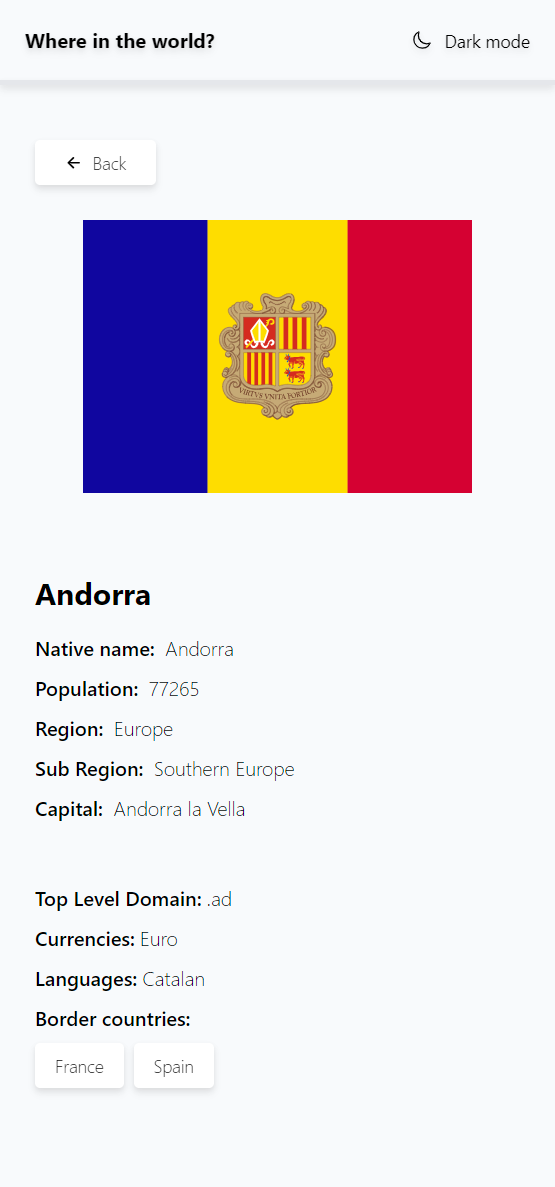 Where in the world?
Dark mode
Back
VIRTVS VNITA FORTIOR
Andorra
Native name: Andorra
Population: 77265
Region: Europe
Sub Region: Southern Europe
Capital: Andorra la Vella
Top Level Domain: .ad
Currencies: Euro
Languages: Catalan
Border countries:
France
Spain